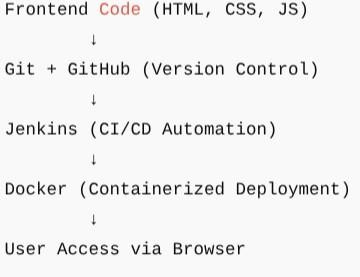 Frontend Code (HTML, CSS, JS)
↓
Git + GitHub (Version Control)
↓
Jenkins (CI/CD Automation)
↓
Docker (Containerized Deployment)
↓
User Access via Browser